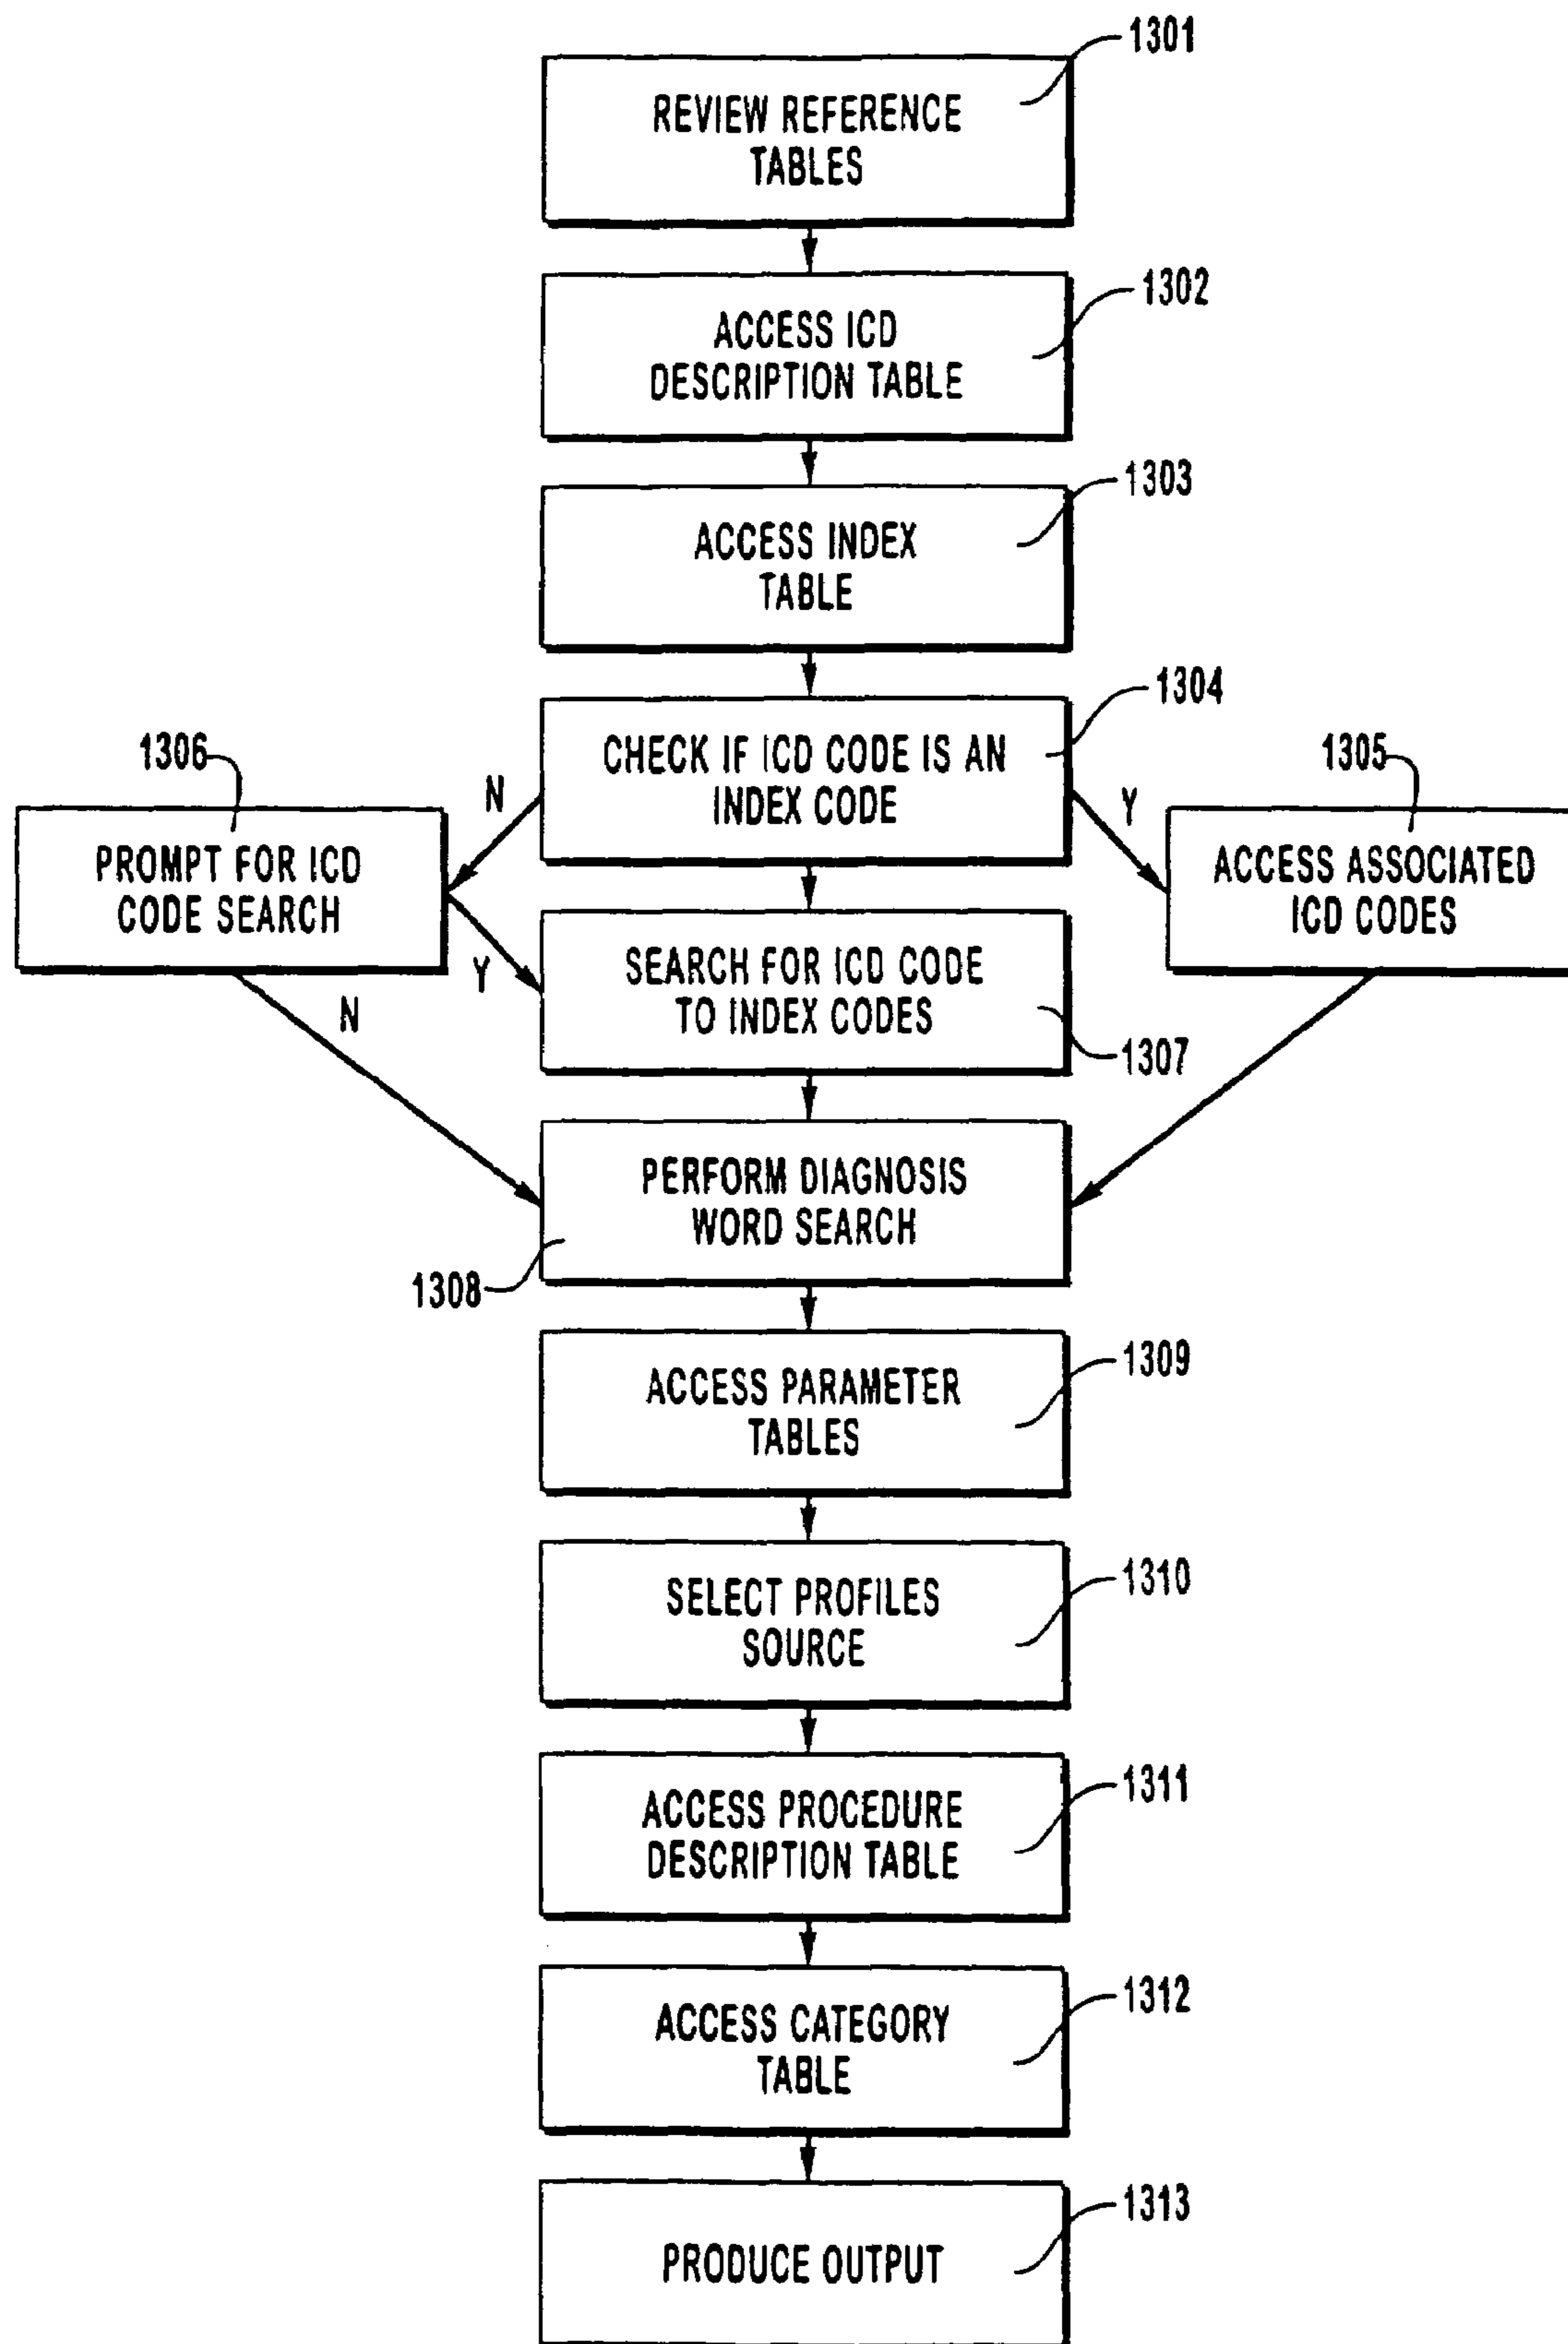 1301
REVIEW REFERENCE
TABLES
1302
ACCESS ICD
DESCRIPTION TABLE
1303
ACCESS INDEX
TABLE
1304
CHECK IF ICD CODE IS AN
INDEX CODE
1306
N
Y
1305
PROMPT FOR ICD
CODE SEARCH
ACCESS ASSOCIATED
ICD CODES
Y
SEARCH FOR ICD CODE
TO INDEX CODES
N
1307
PERFORM DIAGNOSIS
WORD SEARCH
1308
ACCESS PARAMETER
TABLES
1309
SELECT PROFILES
SOURCE
1310
ACCESS PROCEDURE
DESCRIPTION TABLE
1311
ACCESS CATEGORY
TABLE
1312
PRODUCE OUTPUT
1313